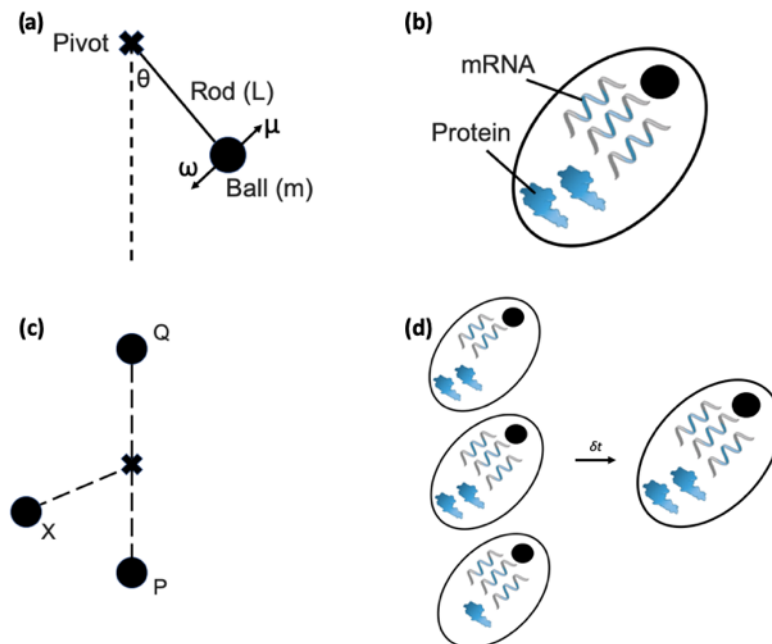 (a)
Pivot
θ
Rod (L)
μ
ω
Ball (m)
(b)
mRNA
Protein
(c)
Q
X
P
(d)
δt